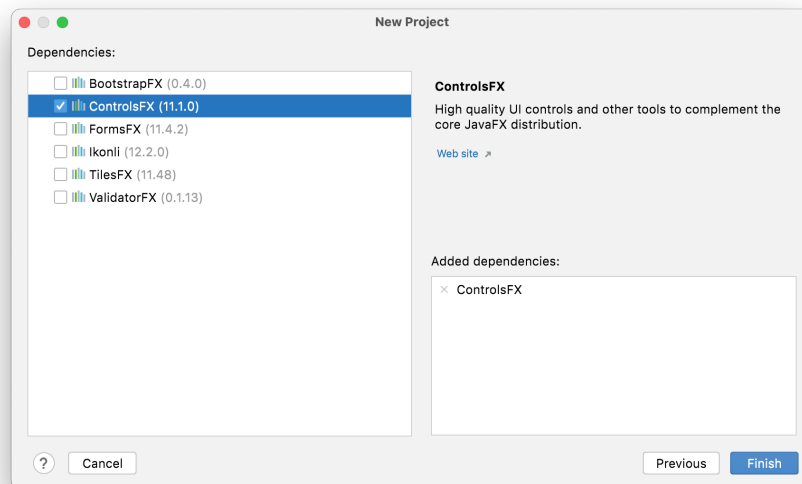 New Project
Dependencies:
BootstrapFX (0.4.0)
ControlsFX (11.1.0)
FormsFX (11.4.2)
Ikonli (12.2.0)
TilesFX (11.48)
ValidatorFX (0.1.13)
ControlsFX
High quality UI controls and other tools to complement the
core JavaFX distribution.
Web site ↗
Added dependencies:
× ControlsFX
?
Cancel
Previous
Finish